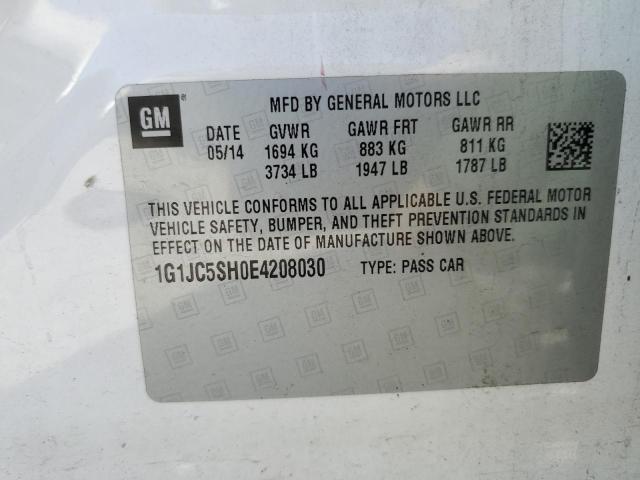 GM ®
MFD BY GENERAL MOTORS LLC
DATE GVWR GAWR FRT GAWR RR
05/14 1694 KG 883 KG 811 KG
3734 LB 1947 LB 1787 LB
THIS VEHICLE CONFORMS TO ALL APPLICABLE U.S. FEDERAL MOTOR
VEHICLE SAFETY, BUMPER, AND THEFT PREVENTION STANDARDS IN
EFFECT ON THE DATE OF MANUFACTURE SHOWN ABOVE.
1G1JC5SH0E4208030 TYPE: PASS CAR